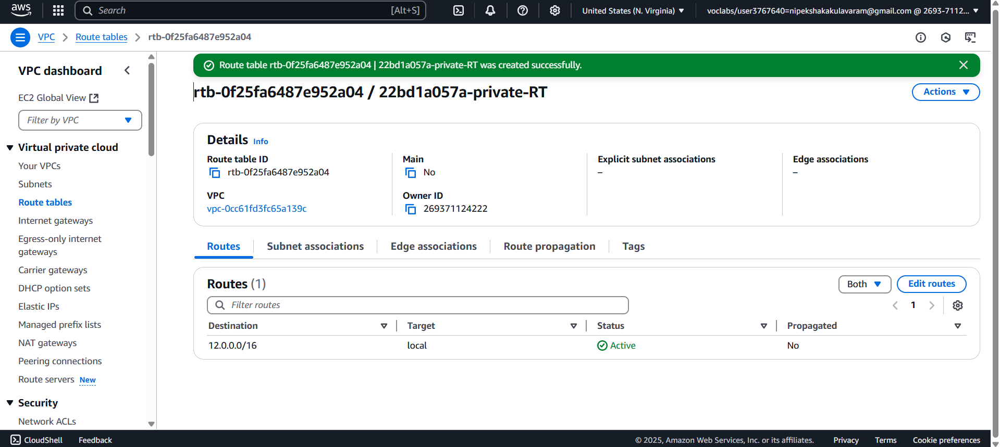 aws
Search [Alt+S]
United States (N. Virginia)
voclabs/user3767640=nipekshakakulavaram@gmail.com @ 2693-7112...
VPC
Route tables
rtb-0f25fa6487e952a04
VPC dashboard
EC2 Global View
Filter by VPC
Virtual private cloud
Your VPCs
Subnets
Route tables
Internet gateways
Egress-only internet
gateways
Carrier gateways
DHCP option sets
Elastic IPs
Managed prefix lists
NAT gateways
Peering connections
Route servers New
Security
Network ACLs
Route table rtb-0f25fa6487e952a04 | 22bd1a057a-private-RT was created successfully.
rtb-0f25fa6487e952a04 / 22bd1a057a-private-RT
Actions
Details Info
Route table ID
rtb-0f25fa6487e952a04
Main
No
Explicit subnet associations
–
Edge associations
–
VPC
vpc-0cc61fd3fc65a139c
Owner ID
269371124222
Routes Subnet associations Edge associations Route propagation Tags
Routes (1)
Both
Edit routes
Filter routes
1
Destination Target Status Propagated
12.0.0.0/16 local Active No
CloudShell Feedback
© 2025, Amazon Web Services, Inc. or its affiliates. Privacy Terms Cookie preferences